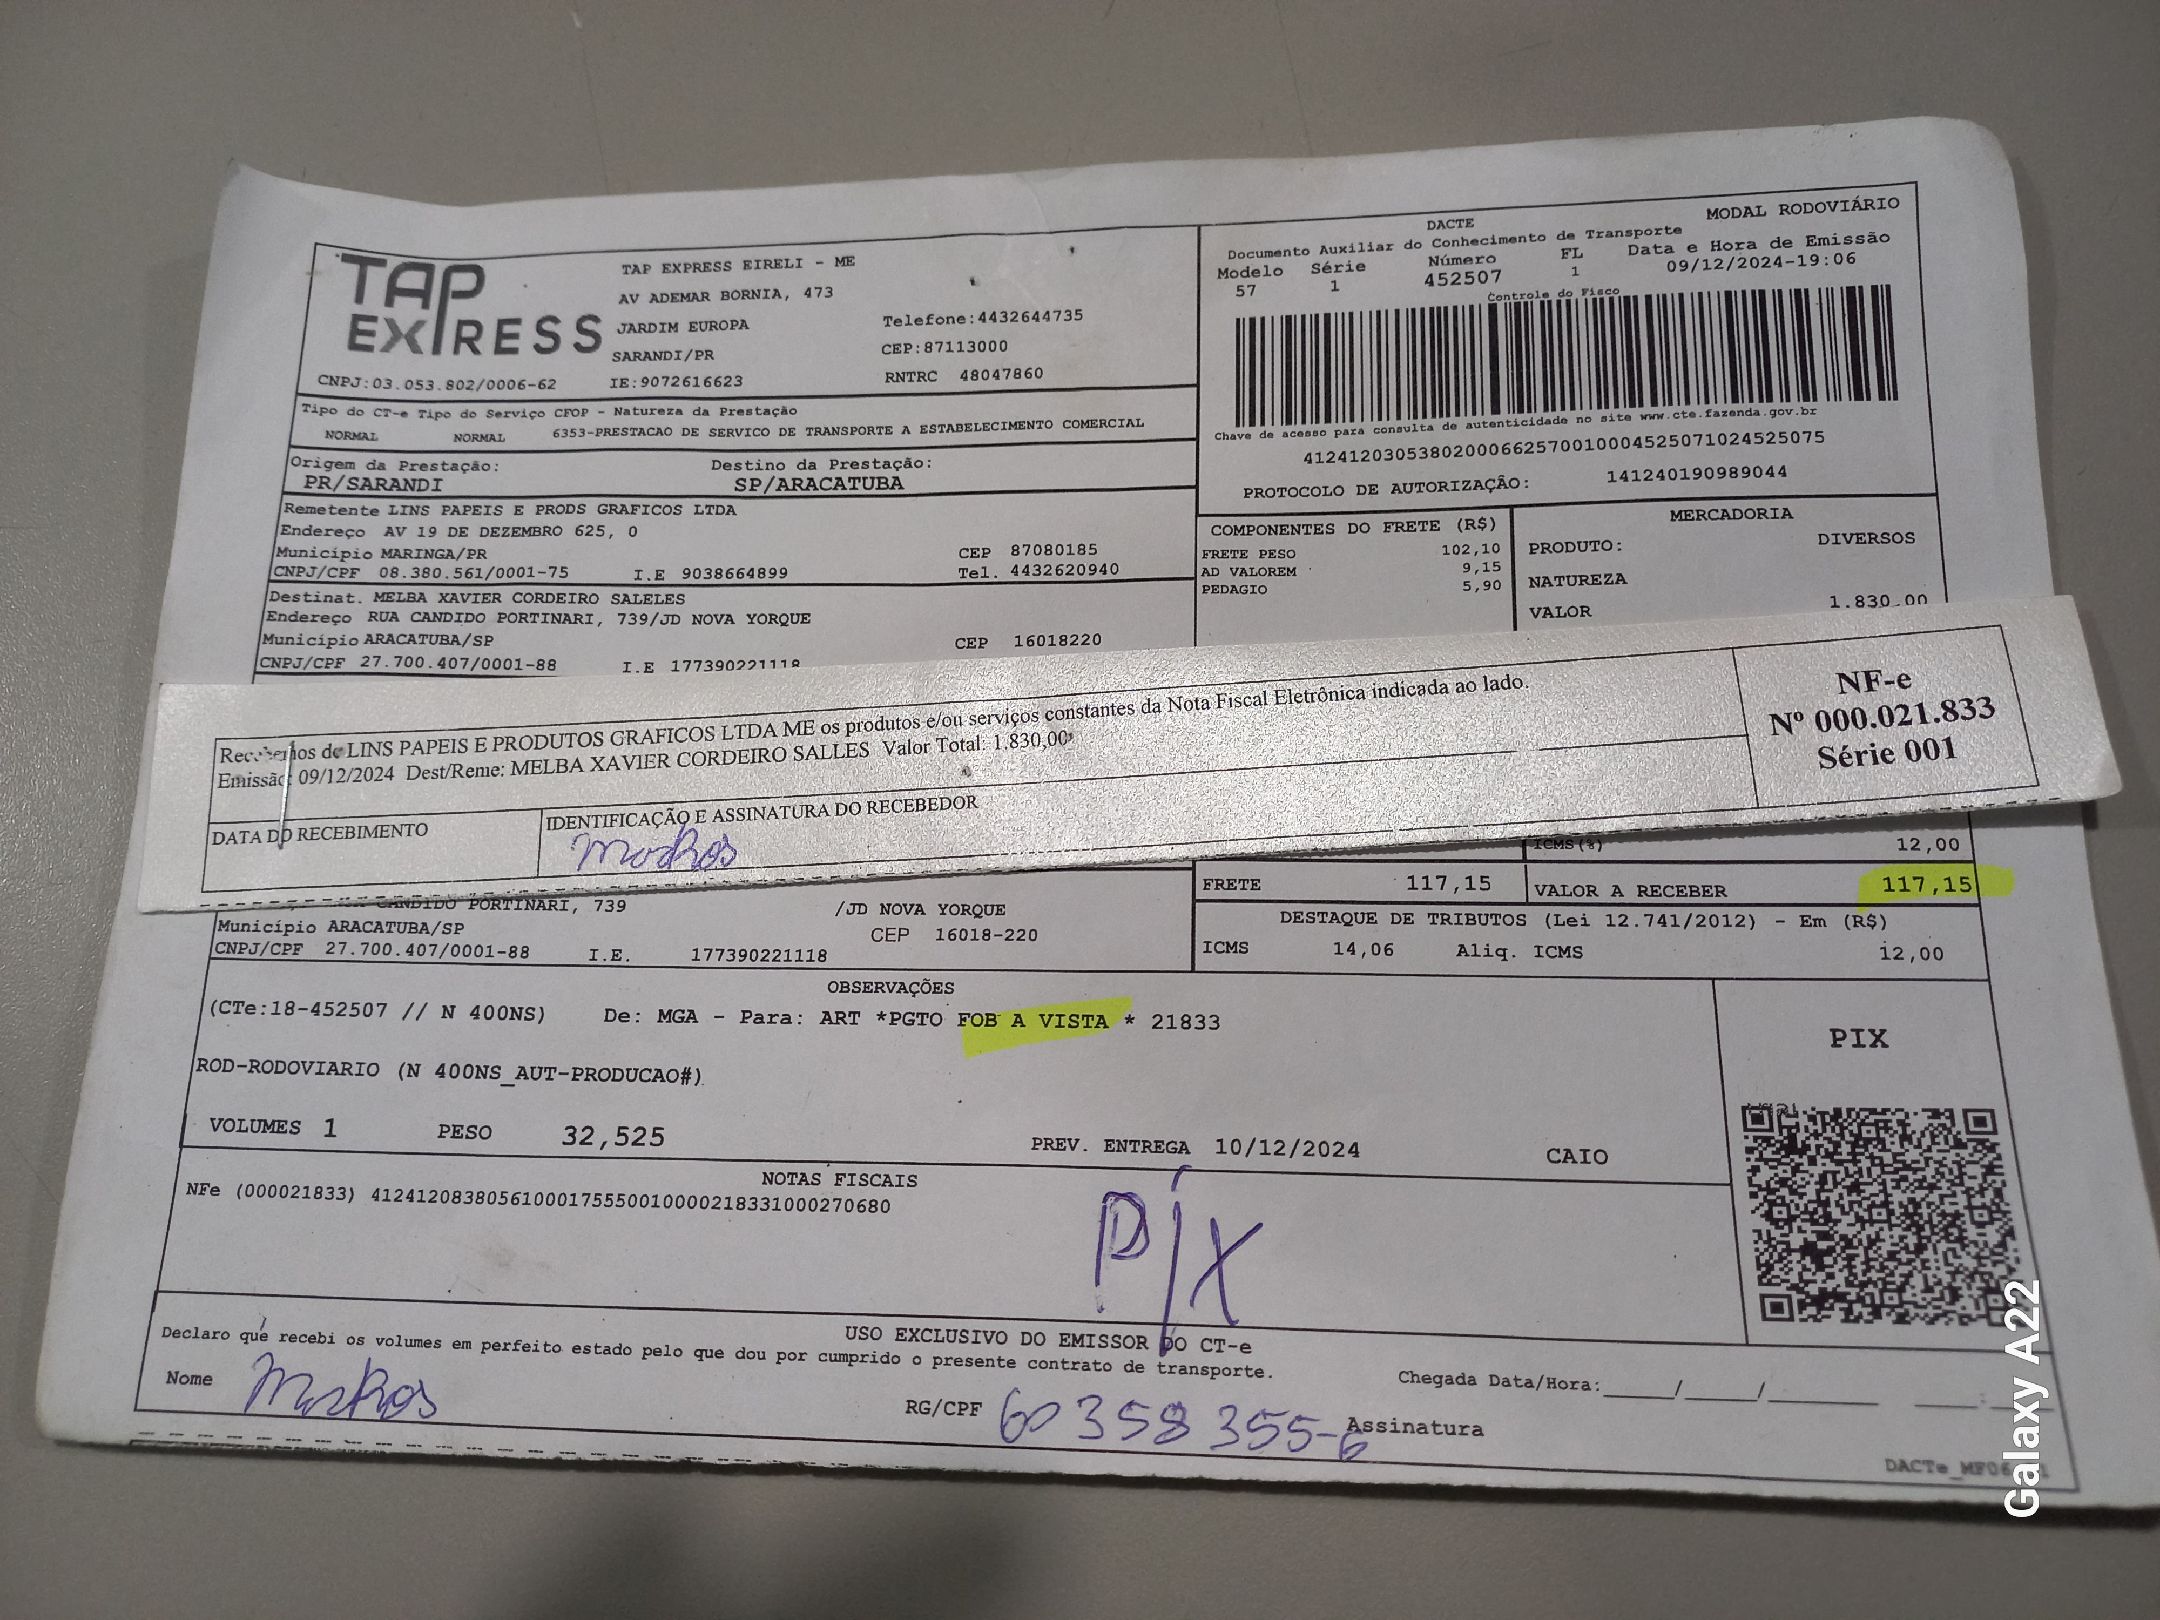 TAP EXPRESS
TAP EXPRESS EIRELI - ME
AV ADEMAR BORNIA, 473
JARDIM EUROPA
Telefone:4432644735
SARANDI/PR
CEP:87113000
CNPJ:03.053.802/0006-62 IE:9072616623 RNTRC 48047860
DACTE MODAL RODOVIÁRIO
Documento Auxiliar do Conhecimento de Transporte
Modelo Série Número FL Data e Hora de Emissão
57 1 452507 1 09/12/2024-19:06
Controle do Fisco
Chave de acesso para consulta de autenticidade no site www.cte.fazenda.gov.br
41241203053802000662570010004525071024525075
PROTOCOLO DE AUTORIZAÇÃO: 141240190989044
Tipo do CT-e Tipo do Serviço CFOP - Natureza da Prestação
NORMAL NORMAL 6353-PRESTACAO DE SERVICO DE TRANSPORTE A ESTABELECIMENTO COMERCIAL
Origem da Prestação: Destino da Prestação:
PR/SARANDI SP/ARACATUBA
Remetente LINS PAPEIS E PRODS GRAFICOS LTDA
Endereço AV 19 DE DEZEMBRO 625, 0
Município MARINGA/PR CEP 87080185
CNPJ/CPF 08.380.561/0001-75 I.E 9038664899 Tel. 4432620940
Destinat. MELBA XAVIER CORDEIRO SALELES
Endereço RUA CANDIDO PORTINARI, 739/JD NOVA YORQUE
Município ARACATUBA/SP CEP 16018220
CNPJ/CPF 27.700.407/0001-88 I.E 177390221118
COMPONENTES DO FRETE (R$)
FRETE PESO 102,10
AD VALOREM 9,15
PEDAGIO 5,90
MERCADORIA
PRODUTO: DIVERSOS
NATUREZA
VALOR 1.830,00
Recebemos de LINS PAPEIS E PRODUTOS GRAFICOS LTDA ME os produtos e/ou serviços constantes da Nota Fiscal Eletrônica indicada ao lado.
Emissão: 09/12/2024 Dest/Reme: MELBA XAVIER CORDEIRO SALLES Valor Total: 1.830,00
DATA DO RECEBIMENTO IDENTIFICAÇÃO E ASSINATURA DO RECEBEDOR
NF-e
Nº 000.021.833
Série 001
ICMS(%) 12,00
FRETE 117,15 VALOR A RECEBER 117,15
DESTAQUE DE TRIBUTOS (Lei 12.741/2012) - Em (R$)
ICMS 14,06 Aliq. ICMS 12,00
CANDIDO PORTINARI, 739 /JD NOVA YORQUE
Município ARACATUBA/SP CEP 16018-220
CNPJ/CPF 27.700.407/0001-88 I.E. 177390221118
OBSERVAÇÕES
(CTe:18-452507 // N 400NS) De: MGA - Para: ART *PGTO FOB A VISTA * 21833
ROD-RODOVIARIO (N 400NS_AUT-PRODUCAO#)
VOLUMES 1 PESO 32,525 PREV. ENTREGA 10/12/2024 CAIO
PIX
NOTAS FISCAIS
NFe (000021833) 41241208380561000175550010000218331000270680
PIX
USO EXCLUSIVO DO EMISSOR DO CT-e
Declaro que recebi os volumes em perfeito estado pelo que dou por cumprido o presente contrato de transporte.
Nome RG/CPF 60358355-6 Assinatura
Chegada Data/Hora:_____/_____/_______ ____:____
Galaxy A22